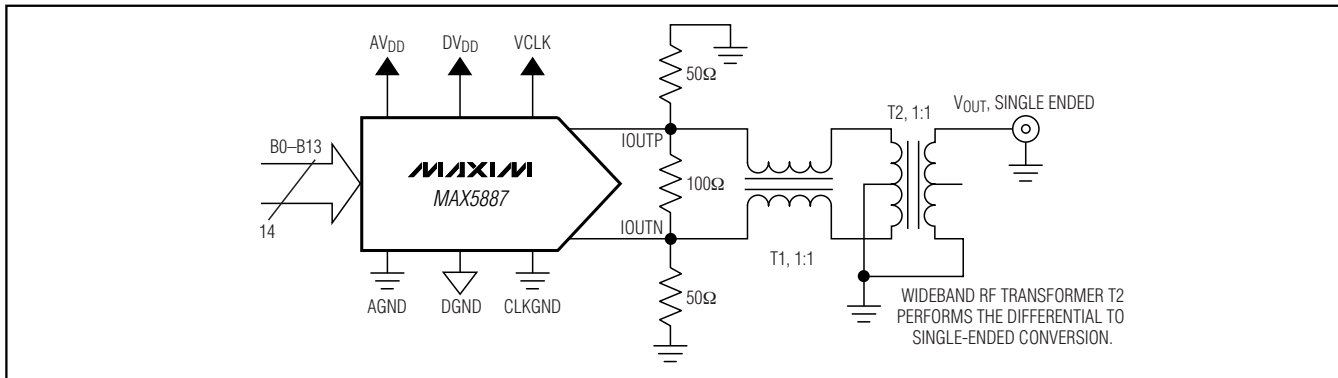 AVDD DVDD VCLK
50Ω
T2, 1:1
VOUT, SINGLE ENDED
B0–B13
IOUTP
MAXIM
MAX5887
100Ω
14
IOUTN
T1, 1:1
50Ω
AGND DGND CLKGND
WIDEBAND RF TRANSFORMER T2
PERFORMS THE DIFFERENTIAL TO
SINGLE-ENDED CONVERSION.